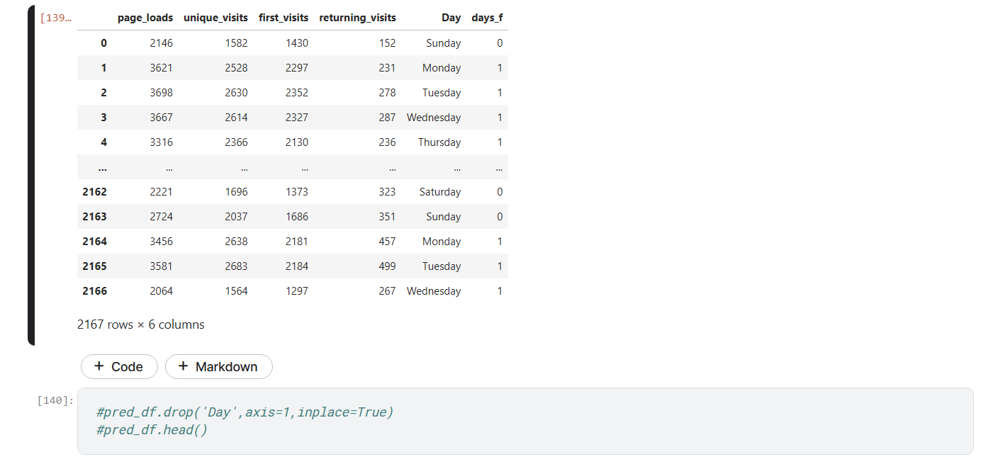 [139… page_loads unique_visits first_visits returning_visits Day days_f
0 2146 1582 1430 152 Sunday 0
1 3621 2528 2297 231 Monday 1
2 3698 2630 2352 278 Tuesday 1
3 3667 2614 2327 287 Wednesday 1
4 3316 2366 2130 236 Thursday 1
... ... ... ... ... ... ...
2162 2221 1696 1373 323 Saturday 0
2163 2724 2037 1686 351 Sunday 0
2164 3456 2638 2181 457 Monday 1
2165 3581 2683 2184 499 Tuesday 1
2166 2064 1564 1297 267 Wednesday 1
2167 rows × 6 columns
+ Code + Markdown
[140]: #pred_df.drop('Day',axis=1,inplace=True)
#pred_df.head()